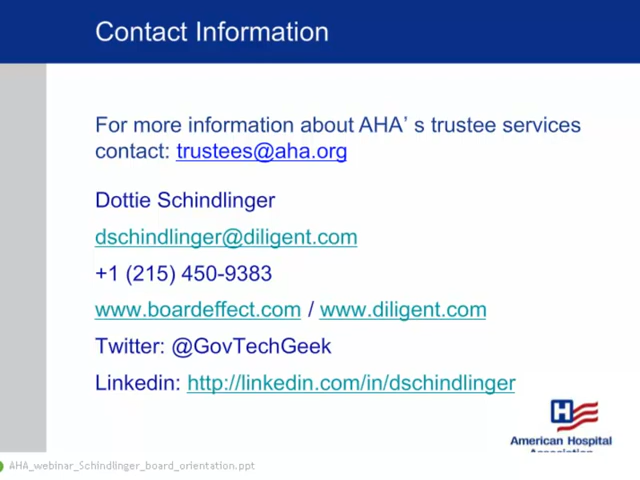 Contact Information
For more information about AHA' s trustee services
contact: trustees@aha.org
Dottie Schindlinger
dschindlinger@diligent.com
+1 (215) 450-9383
www.boardeffect.com / www.diligent.com
Twitter: @GovTechGeek
Linkedin: http://linkedin.com/in/dschindlinger
H
American Hospital
Association
AHA_webinar_Schindlinger_board_orientation.ppt